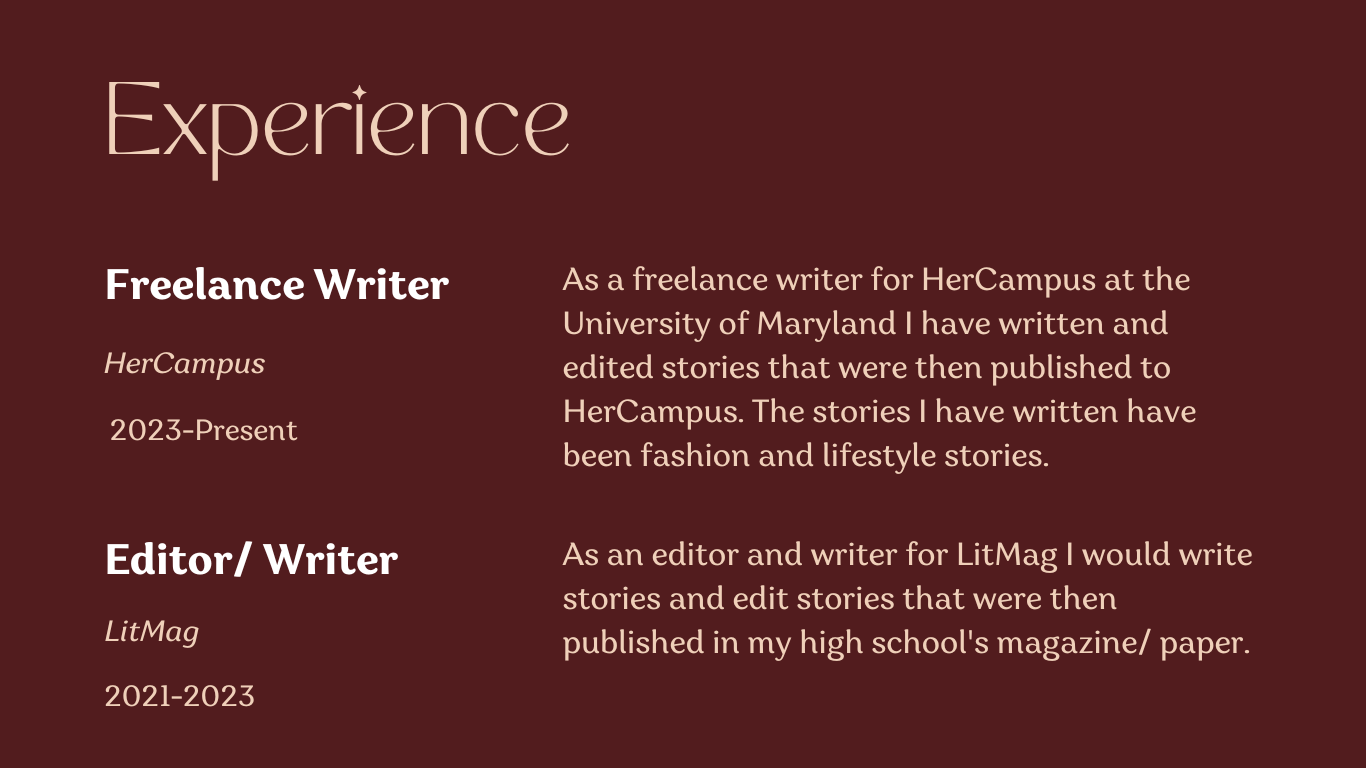 Experience
Freelance Writer
HerCampus
2023-Present
As a freelance writer for HerCampus at the
University of Maryland I have written and
edited stories that were then published to
HerCampus. The stories I have written have
been fashion and lifestyle stories.
Editor/ Writer
LitMag
2021-2023
As an editor and writer for LitMag I would write
stories and edit stories that were then
published in my high school's magazine/ paper.